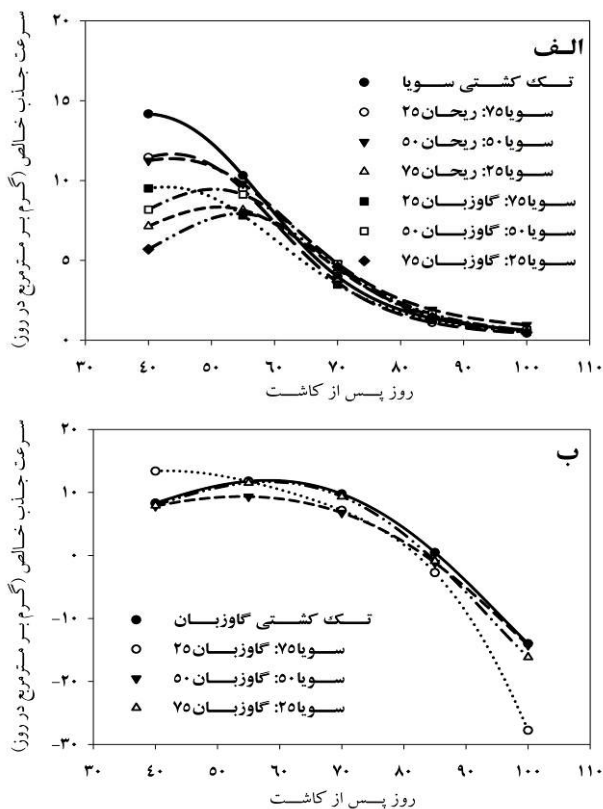 سرعت جذب خالص (گرم بر مترمربع در روز)
۲۰
۱۵
۱۰
۵
۰
الف
تک کشتی سویا
سویا۷۵: ریحان۲۵
سویا۵۰: ریحان۵۰
سویا۲۵: ریحان۷۵
سویا۷۵: گاوزبان۲۵
سویا۵۰: گاوزبان۵۰
سویا۲۵: گاوزبان۷۵
۳۰ ٤۰ ۵۰ ٦۰ ۷۰ ۸۰ ۹۰ ۱۰۰ ۱۱۰
روز پس از کاشت
سرعت جذب خالص (گرم بر مترمربع در روز)
۲۰
۱۰
۰
-۱۰
-۲۰
-۳۰
ب
تک کشتی گاوزبان
سویا۷۵: گاوزبان۲۵
سویا۵۰: گاوزبان۵۰
سویا۲۵: گاوزبان۷۵
۳۰ ٤۰ ۵۰ ٦۰ ۷۰ ۸۰ ۹۰ ۱۰۰ ۱۱۰
روز پس از کاشت